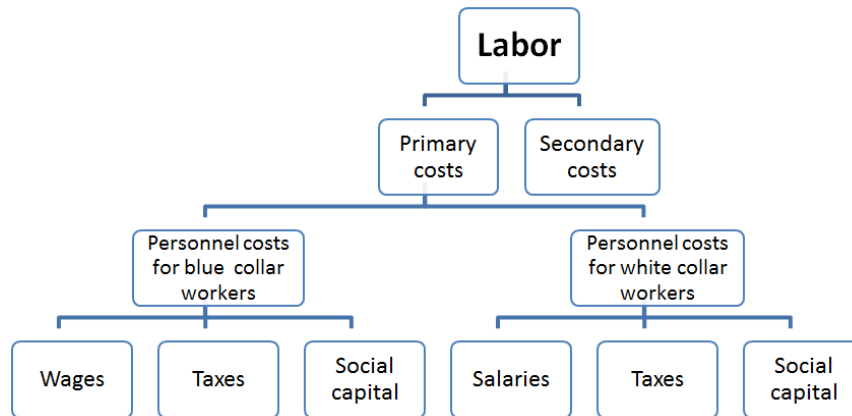 Labor
Primary
costs
Secondary
costs
Personnel costs
for blue collar
workers
Personnel costs
for white collar
workers
Wages
Taxes
Social
capital
Salaries
Taxes
Social
capital